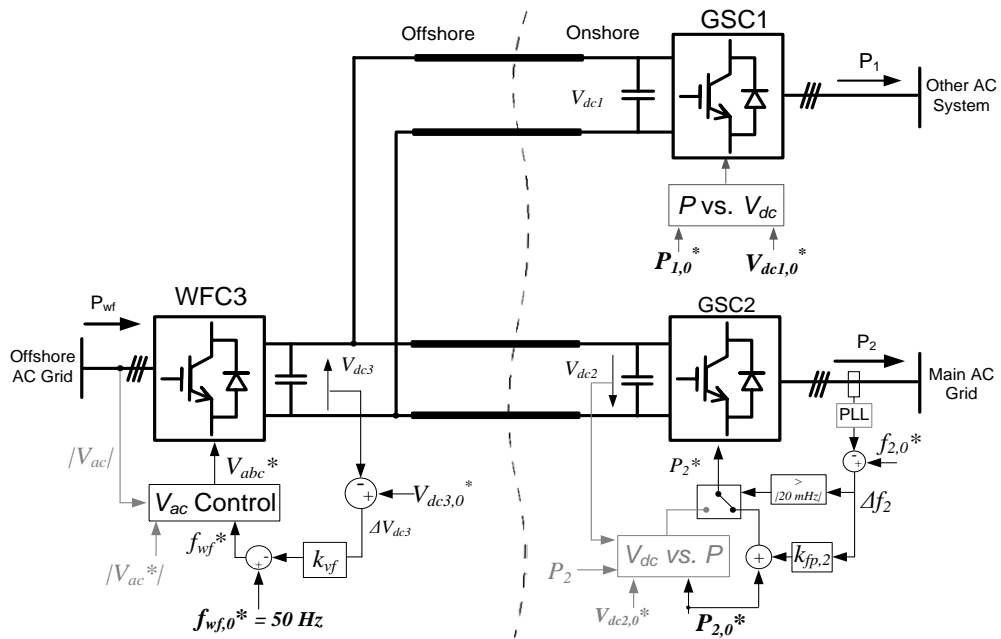 GSC1
Offshore
Onshore
P1
Vdc1
Other AC
System
P vs. Vdc
P1,0*
Vdc1,0*
Pwf
WFC3
GSC2
P2
Offshore
AC Grid
Vdc3
Vdc2
Main AC
Grid
PLL
f2,0*
-
|Vac|
Vabc*
P2*
-
+
Vdc3,0*
>
|20 mHz|
Δf2
Vac Control
ΔVdc3
fwf*
-
-
kvf
Vdc vs. P
+
kfp,2
|Vac*|
P2
Vdc2,0*
P2,0*
fwf,0* = 50 Hz